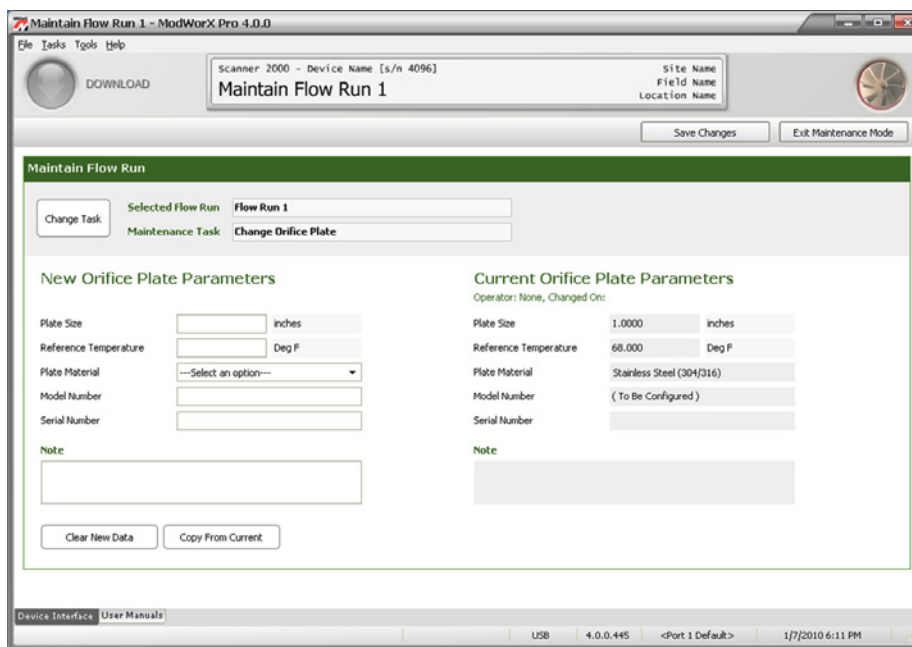 Maintain Flow Run 1 - ModWorX Pro 4.0.0
File Tasks Tools Help
DOWNLOAD
Scanner 2000 - Device Name [s/n 4096]
Maintain Flow Run 1
Site Name
Field Name
Location Name
Save Changes
Exit Maintenance Mode
Maintain Flow Run
Change Task
Selected Flow Run Flow Run 1
Maintenance Task Change Orifice Plate
New Orifice Plate Parameters
Plate Size inches
Reference Temperature Deg F
Plate Material ---Select an option---
Model Number
Serial Number
Note
Clear New Data
Copy From Current
Current Orifice Plate Parameters
Operator: None, Changed On:
Plate Size 1.0000 inches
Reference Temperature 68.000 Deg F
Plate Material Stainless Steel (304/316)
Model Number ( To Be Configured )
Serial Number
Note
Device Interface User Manuals
USB 4.0.0.445 <Port 1 Default> 1/7/2010 6:11 PM